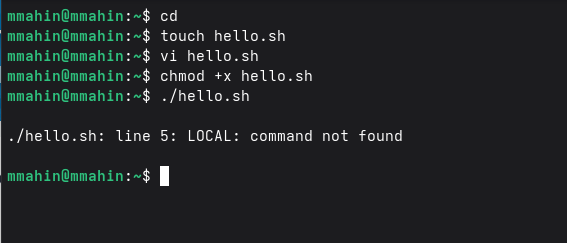 mmahin@mmahin:~$ cd
mmahin@mmahin:~$ touch hello.sh
mmahin@mmahin:~$ vi hello.sh
mmahin@mmahin:~$ chmod +x hello.sh
mmahin@mmahin:~$ ./hello.sh
./hello.sh: line 5: LOCAL: command not found
mmahin@mmahin:~$